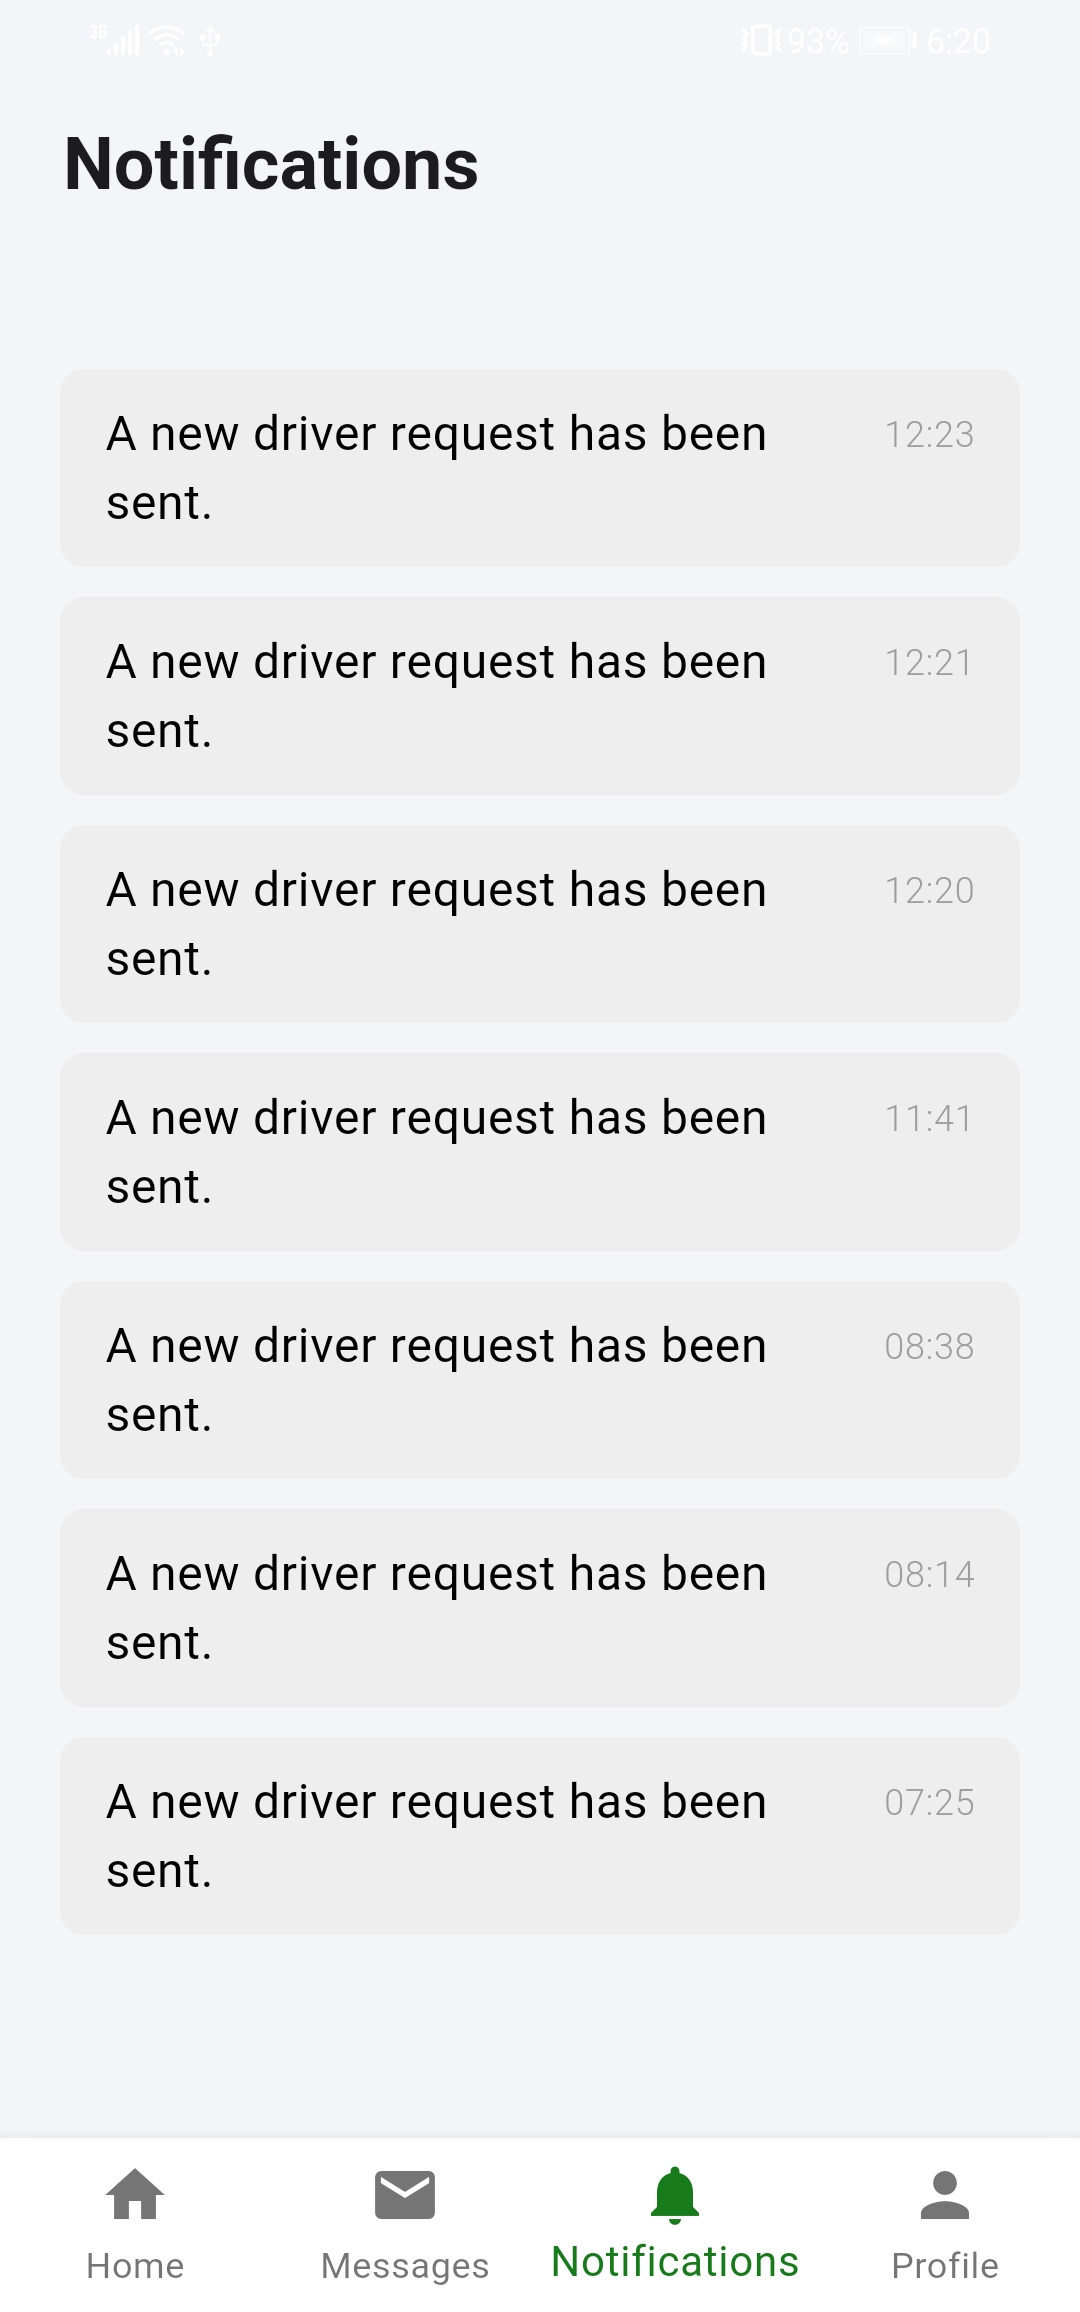 3G 93% 6:20
Notifications
A new driver request has been 12:23
sent.
A new driver request has been 12:21
sent.
A new driver request has been 12:20
sent.
A new driver request has been 11:41
sent.
A new driver request has been 08:38
sent.
A new driver request has been 08:14
sent.
A new driver request has been 07:25
sent.
Home Messages Notifications Profile